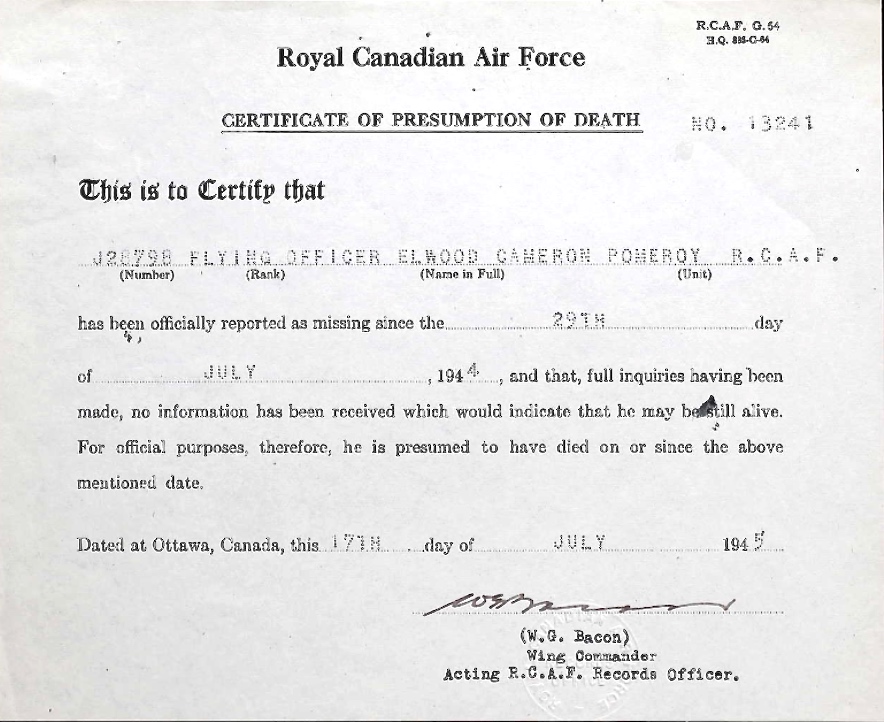 R.C.A.F. G.54
H.Q. 885-G-54
Royal Canadian Air Force
CERTIFICATE OF PRESUMPTION OF DEATH NO. 13241
This is to Certify that
J28798 FLYING OFFICER ELWOOD CAMERON POMEROY R.C.A.F.
(Number) (Rank) (Name in Full) (Unit)
has been officially reported as missing since the 29TH day
of JULY , 1944 , and that, full inquiries having been
made, no information has been received which would indicate that he may be still alive.
For official purposes, therefore, he is presumed to have died on or since the above
mentioned date.
Dated at Ottawa, Canada, this 17TH day of JULY 1945
(W.G. Bacon)
Wing Commander
Acting R.C.A.F. Records Officer.